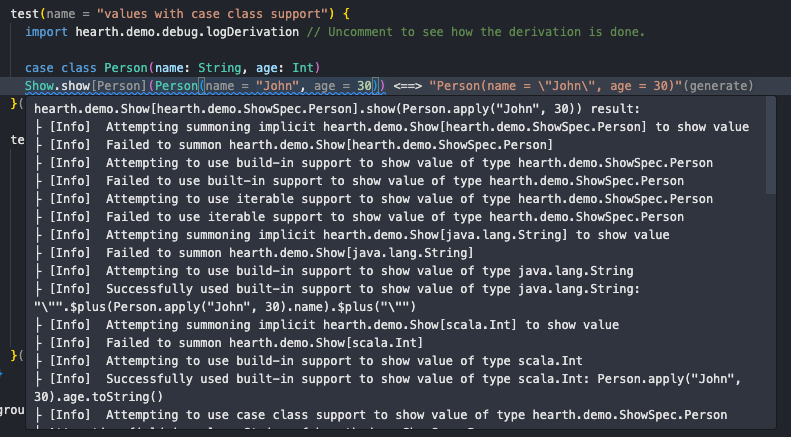 test(name = "values with case class support") {
import hearth.demo.debug.logDerivation // Uncomment to see how the derivation is done.
case class Person(name: String, age: Int)
Show.show[Person](Person(name = "John", age = 30)) <==> "Person(name = \"John\", age = 30)"(generate)
}(
hearth.demo.Show[hearth.demo.ShowSpec.Person].show(Person.apply("John", 30)) result:
├ [Info]  Attempting summoning implicit hearth.demo.Show[hearth.demo.ShowSpec.Person] to show value
├ [Info]  Failed to summon hearth.demo.Show[hearth.demo.ShowSpec.Person]
te
├ [Info]  Attempting to use build-in support to show value of type hearth.demo.ShowSpec.Person
├ [Info]  Failed to use built-in support to show value of type hearth.demo.ShowSpec.Person
├ [Info]  Attempting to use iterable support to show value of type hearth.demo.ShowSpec.Person
├ [Info]  Failed to use iterable support to show value of type hearth.demo.ShowSpec.Person
├ [Info]  Attempting summoning implicit hearth.demo.Show[java.lang.String] to show value
├ [Info]  Failed to summon hearth.demo.Show[java.lang.String]
├ [Info]  Attempting to use build-in support to show value of type java.lang.String
├ [Info]  Successfully used built-in support to show value of type java.lang.String:
"\"".$plus(Person.apply("John", 30).name).$plus("\"")
├ [Info]  Attempting summoning implicit hearth.demo.Show[scala.Int] to show value
├ [Info]  Failed to summon hearth.demo.Show[scala.Int]
}(
├ [Info]  Attempting to use build-in support to show value of type scala.Int
├ [Info]  Successfully used built-in support to show value of type scala.Int: Person.apply("John",
30).age.toString()
grou
├ [Info]  Attempting to use case class support to show value of type hearth.demo.ShowSpec.Person